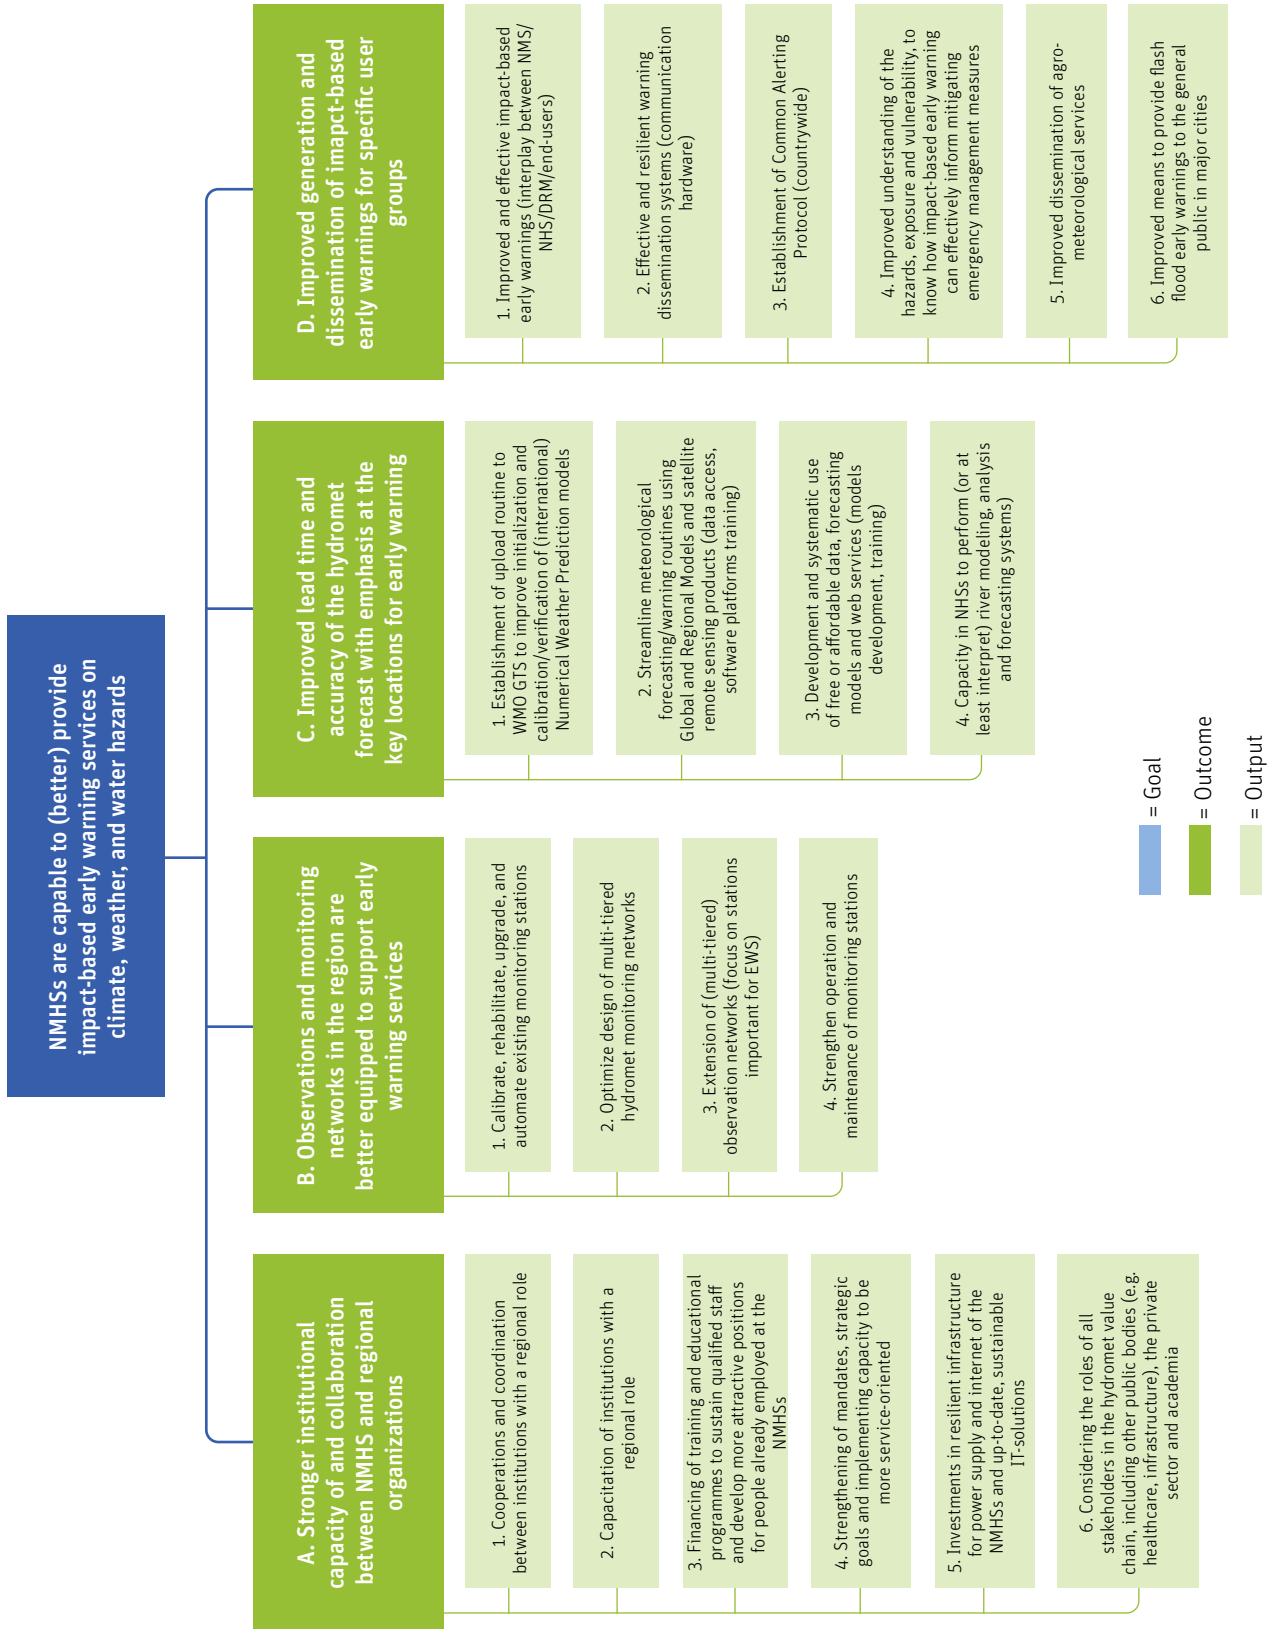 NMHSs are capable to (better) provide
impact-based early warning services on
climate, weather, and water hazards
A. Stronger institutional
capacity of and collaboration
between NMHS and regional
organizations
1. Cooperations and coordination
between institutions with a regional role
2. Capacitation of institutions with a
regional role
3. Financing of training and educational
programmes to sustain qualified staff
and develop more attractive positions
for people already employed at the
NMHSs
4. Strengthening of mandates, strategic
goals and implementing capacity to be
more service-oriented
5. Investments in resilient infrastructure
for power supply and internet of the
NMHSs and up-to-date, sustainable
IT-solutions
6. Considering the roles of all
stakeholders in the hydromet value
chain, including other public bodies (e.g.
healthcare, infrastructure), the private
sector and academia
B. Observations and monitoring
networks in the region are
better equipped to support early
warning services
1. Calibrate, rehabilitate, upgrade, and
automate existing monitoring stations
2. Optimize design of multi-tiered
hydromet monitoring networks
3. Extension of (multi-tiered)
observation networks (focus on stations
important for EWS)
4. Strengthen operation and
maintenance of monitoring stations
C. Improved lead time and
accuracy of the hydromet
forecast with emphasis at the
key locations for early warning
1. Establishment of upload routine to
WMO GTS to improve initialization and
calibration/verification of (international)
Numerical Weather Prediction models
2. Streamline meteorological
forecasting/warning routines using
Global and Regional Models and satellite
remote sensing products (data access,
software platforms training)
3. Development and systematic use
of free or affordable data, forecasting
models and web services (models
development, training)
4. Capacity in NHSs to perform (or at
least interpret) river modeling, analysis
and forecasting systems)
D. Improved generation and
dissemination of imapct-based
early warnings for specific user
groups
1. Improved and effective impact-based
early warnings (interplay between NMS/
NHS/DRM/end-users)
2. Effective and resilient warning
dissemination systems (communication
hardware)
3. Establishment of Common Alerting
Protocol (countrywide)
4. Improved understanding of the
hazards, exposure and vulnerability, to
know how impact-based early warning
can effectively inform mitigating
emergency management measures
5. Improved dissemination of agro-
meteorological services
6. Improved means to provide flash
flood early warnings to the general
public in major cities
= Goal
= Outcome
= Output